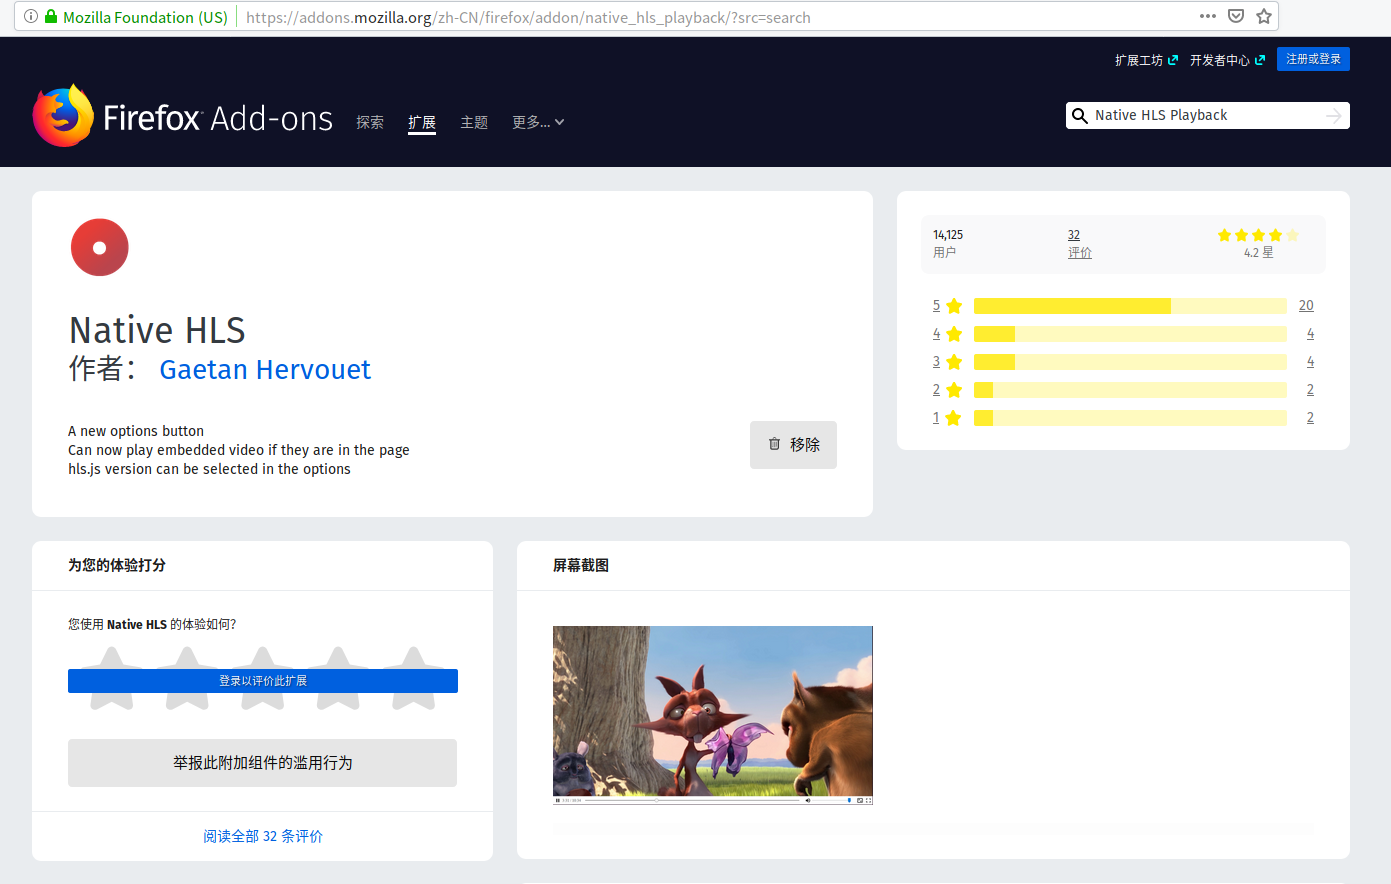 Mozilla Foundation (US)
https://addons.mozilla.org/zh-CN/firefox/addon/native_hls_playback/?src=search
扩展工坊 开发者中心 注册或登录
Firefox Add-ons 探索 扩展 主题 更多...
Native HLS Playback
Native HLS
作者: Gaetan Hervouet
A new options button
Can now play embedded video if they are in the page
hls.js version can be selected in the options
移除
14,125 32
用户 评价 4.2 星
5 20
4 4
3 4
2 2
1 2
为您的体验打分
您使用 Native HLS 的体验如何?
登录以评价此扩展
举报此附加组件的滥用行为
阅读全部 32 条评价
屏幕截图